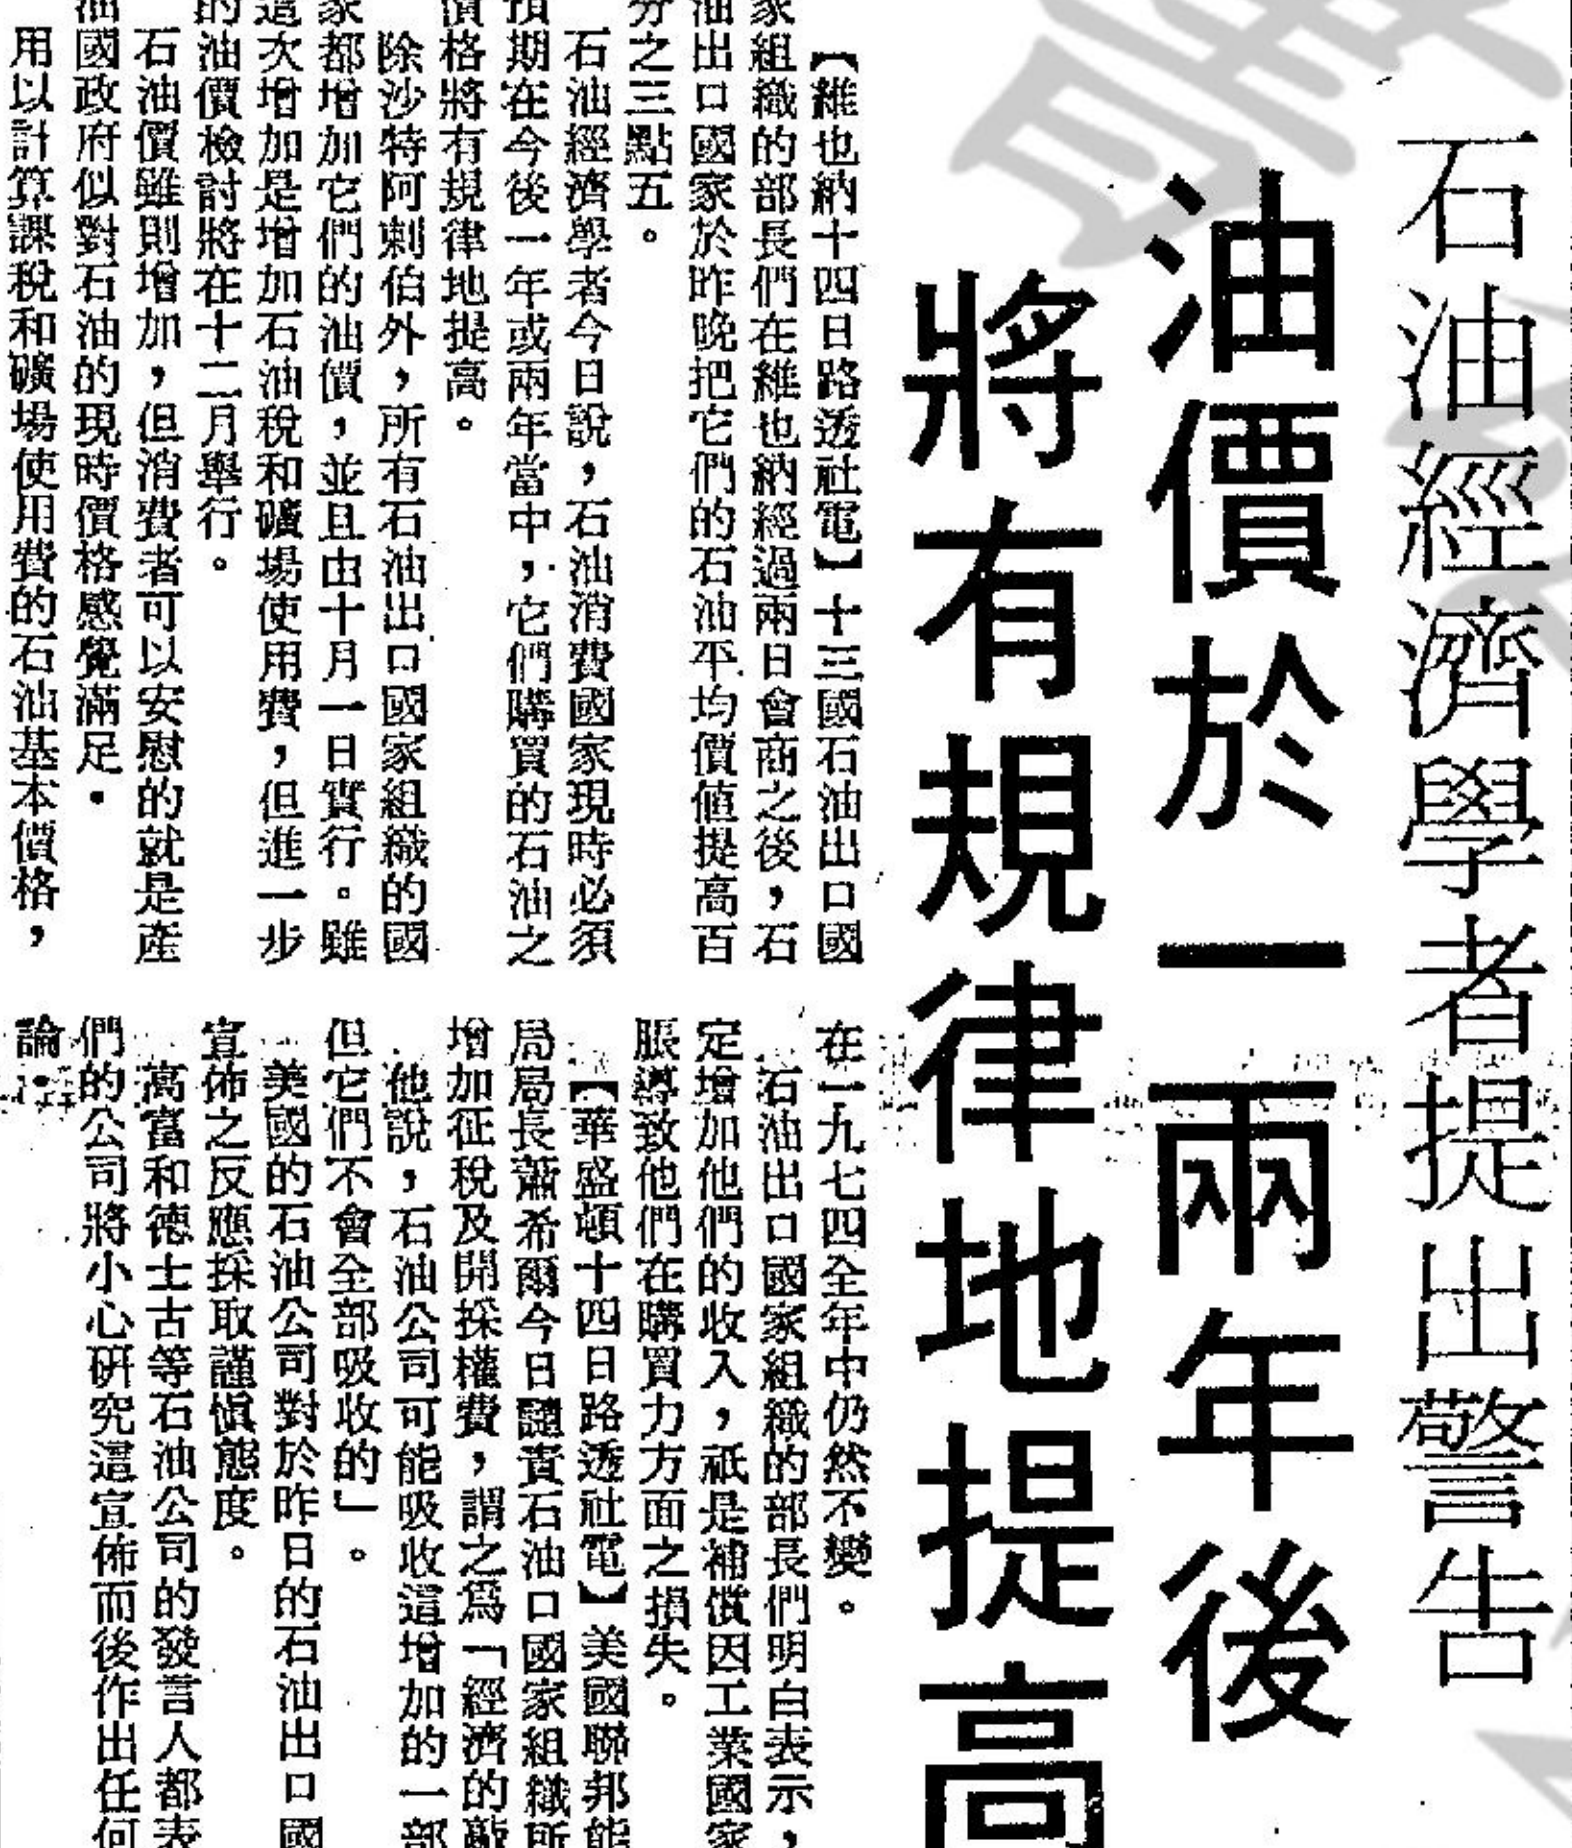 石油經濟學者提出警告
油價於一兩年後
將有規律地提高
【維也納十四日路透社電】十三國石油出口國
家組織的部長們在維也納經過兩日會商之後，石
油出口國家於昨晚把它們的石油平均價值提高百
分之三點五。
石油經濟學者今日說，石油消費國家現時必須
預期在今後一年或兩年當中，它們購買的石油之
價格將有規律地提高。
除沙特阿剌伯外，所有石油出口國家組織的國
家都增加它們的油價，並且由十月一日實行。雖
這次增加是增加石油稅和礦場使用費，但進一步
的油價檢討將在十二月舉行。
石油價雖則增加，但消費者可以安慰的就是產
油國政府似對石油的現時價格感覺滿足。
用以計算課稅和礦場使用費的石油基本價格，
在一九七四全年中仍然不變。
石油出口國家組織的部長們明白表示，
定增加他們的收入，祇是補償因工業國家
脹導致他們在購買力方面之損失。
【華盛頓十四日路透社電】美國聯邦能
局局長蕭希爾今日譴責石油口國家組織所
增加征稅及開採權費，謂之為「經濟的敲
他說，石油公司可能吸收這增加的一部
但它們不會全部吸收的」。
美國的石油公司對於昨日的石油出口國
宣佈之反應採取謹慎態度。
高富和德士古等石油公司的發言人都表
們的公司將小心研究這宣佈而後作出任何
論。